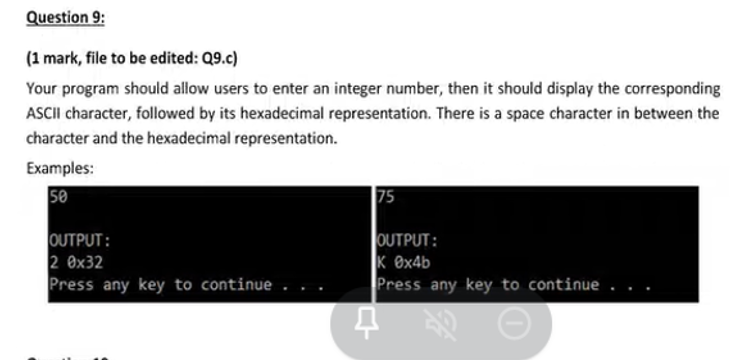 Question 9:
(1 mark, file to be edited: Q9.c)
Your program should allow users to enter an integer number, then it should display the corresponding
ASCII character, followed by its hexadecimal representation. There is a space character in between the
character and the hexadecimal representation.
Examples:
50
OUTPUT:
2 0x32
Press any key to continue . . .
75
OUTPUT:
K 0x4b
Press any key to continue . . .